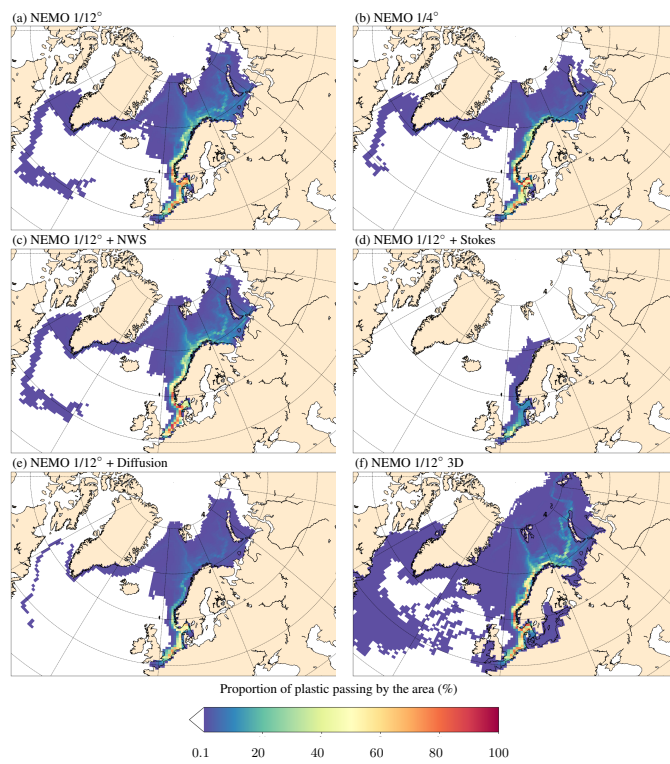 (a) NEMO 1/12° (b) NEMO 1/4°
(c) NEMO 1/12° + NWS (d) NEMO 1/12° + Stokes
(e) NEMO 1/12° + Diffusion (f) NEMO 1/12° 3D
Proportion of plastic passing by the area (%)
0.1 20 40 60 80 100